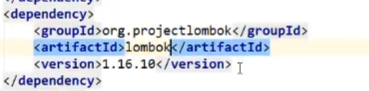 <dependency>
<groupId>org.projectlombok</groupId>
<artifactId>lombok</artifactId>
<version>1.16.10</version>
</dependency>